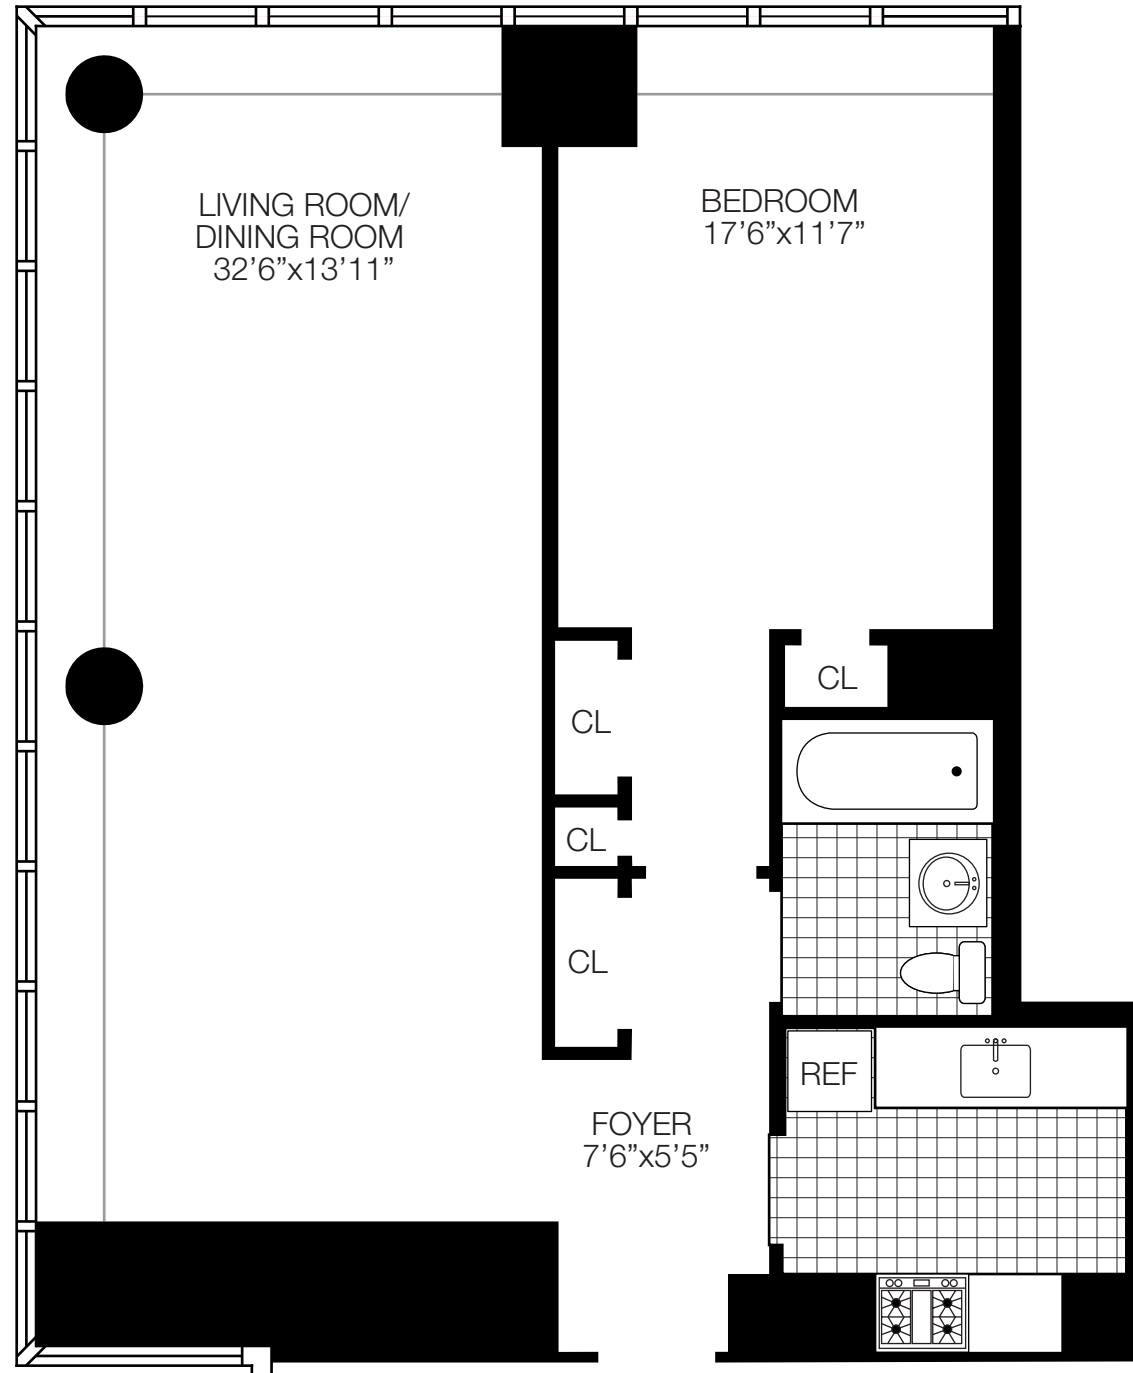 LIVING ROOM/
DINING ROOM
32’6”x13’11”
BEDROOM
17’6”x11’7”
CL
CL
CL
CL
REF
FOYER
7’6”x5’5”